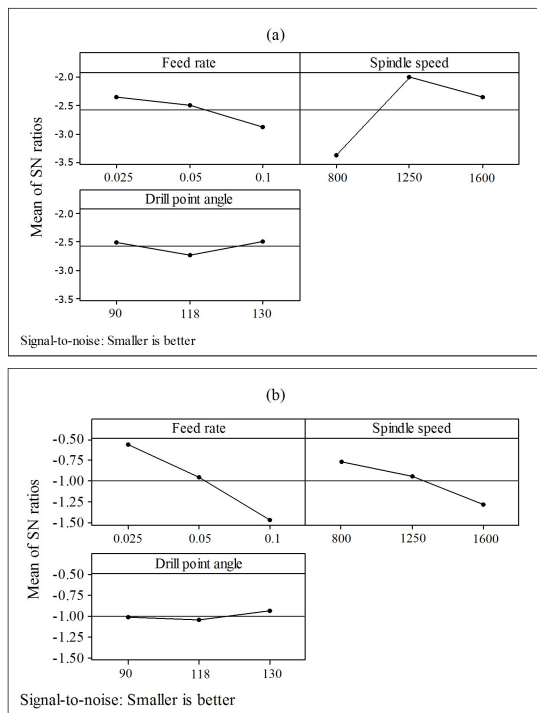 (a)
Feed rate Spindle speed
-2.0
-2.5
-3.0
-3.5
0.025 0.05 0.1 800 1250 1600
Drill point angle
-2.0
-2.5
-3.0
-3.5
90 118 130
Mean of SN ratios
Signal-to-noise: Smaller is better
(b)
Feed rate Spindle speed
-0.50
-0.75
-1.00
-1.25
-1.50
0.025 0.05 0.1 800 1250 1600
Drill point angle
-0.50
-0.75
-1.00
-1.25
-1.50
90 118 130
Mean of SN ratios
Signal-to-noise: Smaller is better